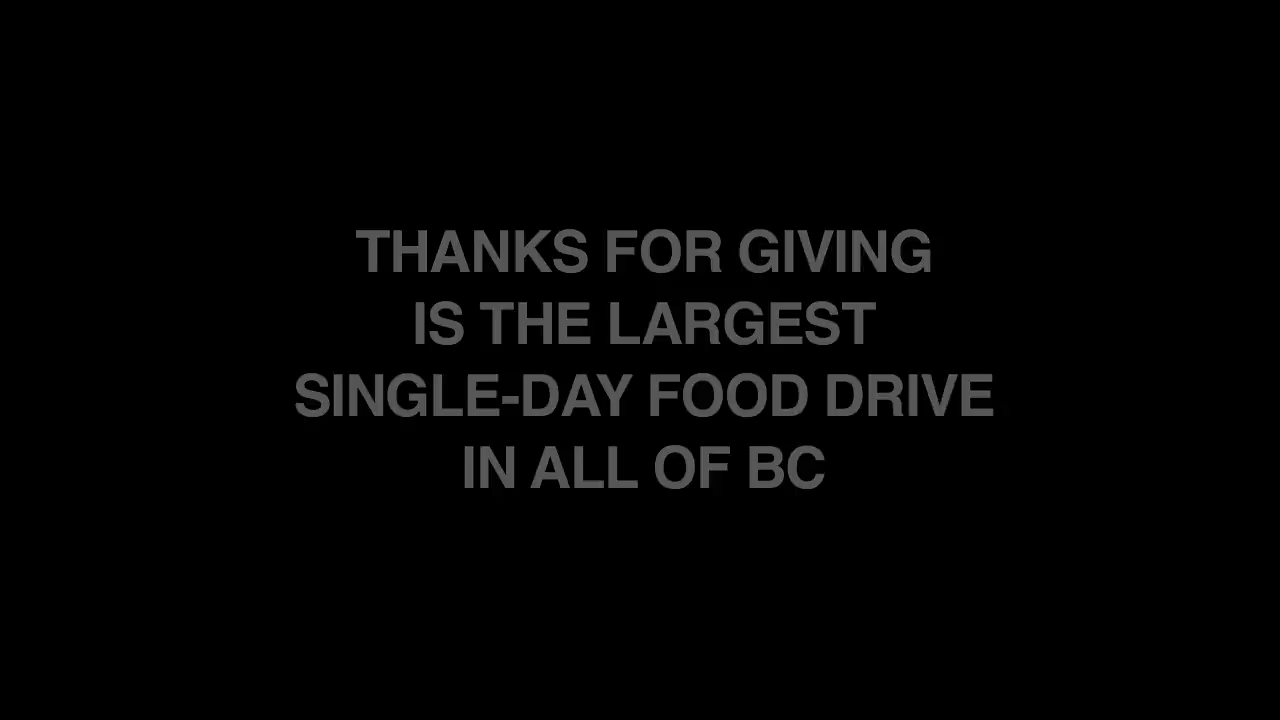 THANKS FOR GIVING
IS THE LARGEST
SINGLE-DAY FOOD DRIVE
IN ALL OF BC